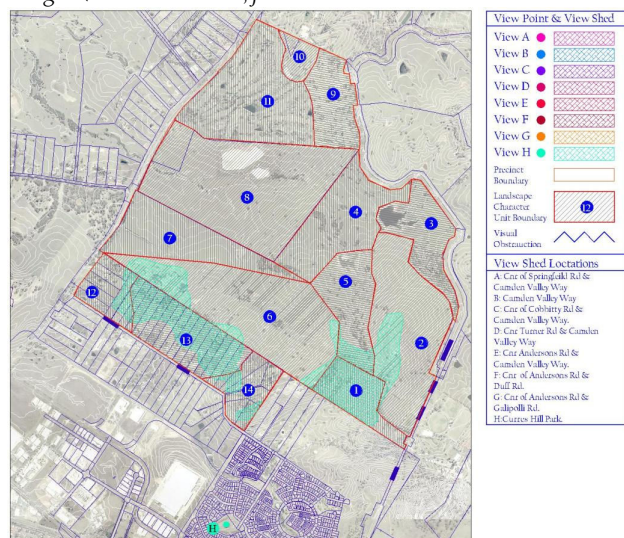 10
9
11
8
4
3
7
5
12
6
2
13
14
1
H
View Point & View Shed
View A
View B
View C
View D
View E
View F
View G
View H
Precinct
Boundary
Landscape
Character
Unit Boundary
12
Visual
Obstruction
View Shed Locations
A: Cnr of Springfeild Rd &
Camden Valley Way
B: Camden Valley Way
C: Cnr of Cobbitty Rd &
Camden Valley Way.
D: Cnr Turner Rd & Camden
Valley Way
E: Cnr Andersons Rd &
Camden Valley Way.
F: Cnr of Andersons Rd &
Duff Rd.
G: Cnr of Andersons Rd &
Galipolli Rd.
H: Currens Hill Park.